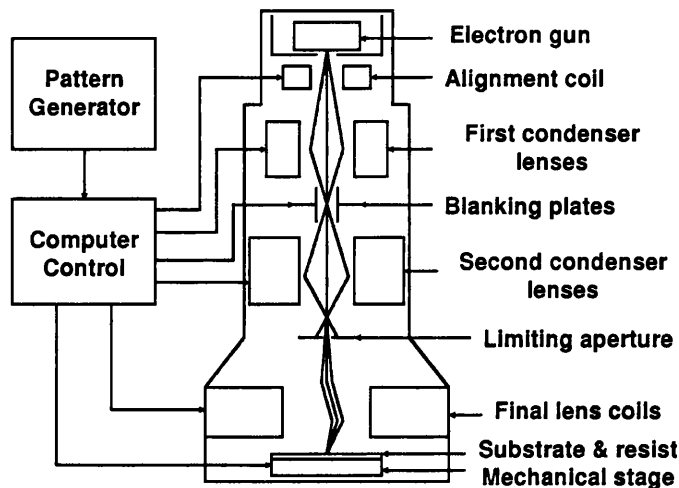 Pattern
Generator
Computer
Control
Electron gun
Alignment coil
First condenser
lenses
Blanking plates
Second condenser
lenses
Limiting aperture
Final lens coils
Substrate & resist
Mechanical stage